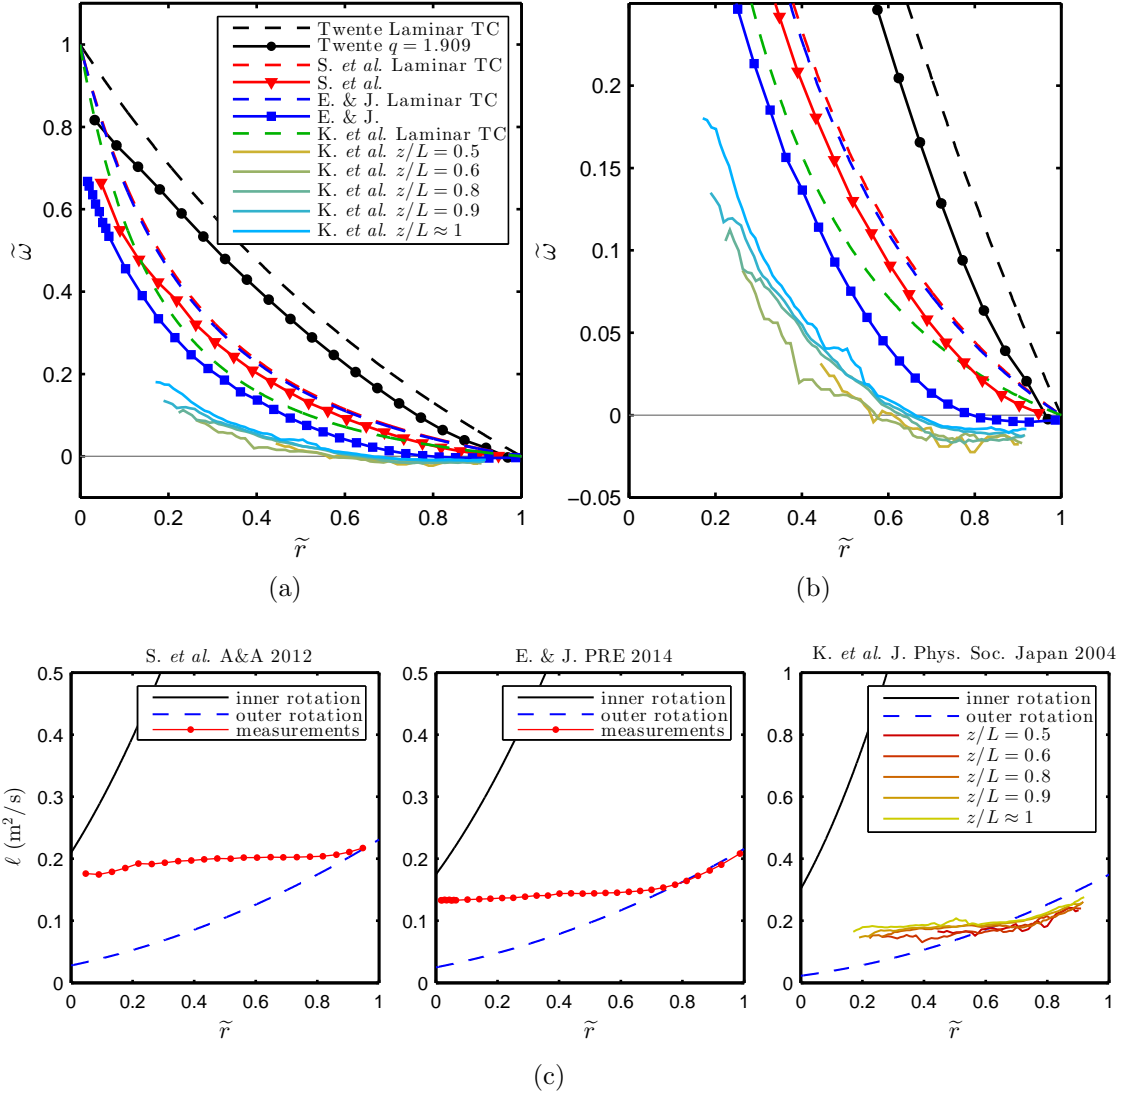 1
0.8
0.6
0.4
0.2
0
0 0.2 0.4 0.6 0.8 1
ω̃
r̃
Twente Laminar TC
Twente q = 1.909
S. et al. Laminar TC
S. et al.
E. & J. Laminar TC
E. & J.
K. et al. Laminar TC
K. et al. z/L = 0.5
K. et al. z/L = 0.6
K. et al. z/L = 0.8
K. et al. z/L = 0.9
K. et al. z/L ≈ 1
(a)
0.2
0.15
0.1
0.05
0
−0.05
0 0.2 0.4 0.6 0.8 1
ω̃
r̃
(b)
S. et al. A&A 2012
0.5
0.4
0.3
0.2
0.1
0
0 0.2 0.4 0.6 0.8 1
ℓ (m²/s)
r̃
inner rotation
outer rotation
measurements
E. & J. PRE 2014
0.5
0.4
0.3
0.2
0.1
0
0 0.2 0.4 0.6 0.8 1
r̃
inner rotation
outer rotation
measurements
K. et al. J. Phys. Soc. Japan 2004
1
0.8
0.6
0.4
0.2
0
0 0.2 0.4 0.6 0.8 1
r̃
inner rotation
outer rotation
z/L = 0.5
z/L = 0.6
z/L = 0.8
z/L = 0.9
z/L ≈ 1
(c)